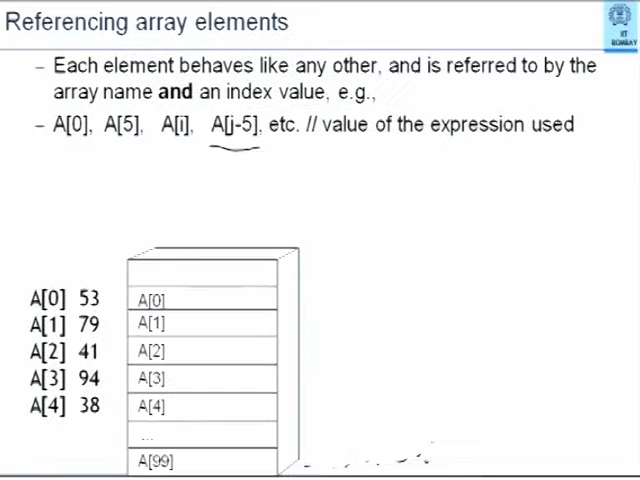 Referencing array elements
IIT
BOMBAY
– Each element behaves like any other, and is referred to by the
array name and an index value, e.g.,
– A[0], A[5], A[i], A[j-5], etc. // value of the expression used
A[0] 53
A[1] 79
A[2] 41
A[3] 94
A[4] 38
A[0]
A[1]
A[2]
A[3]
A[4]
...
A[99]